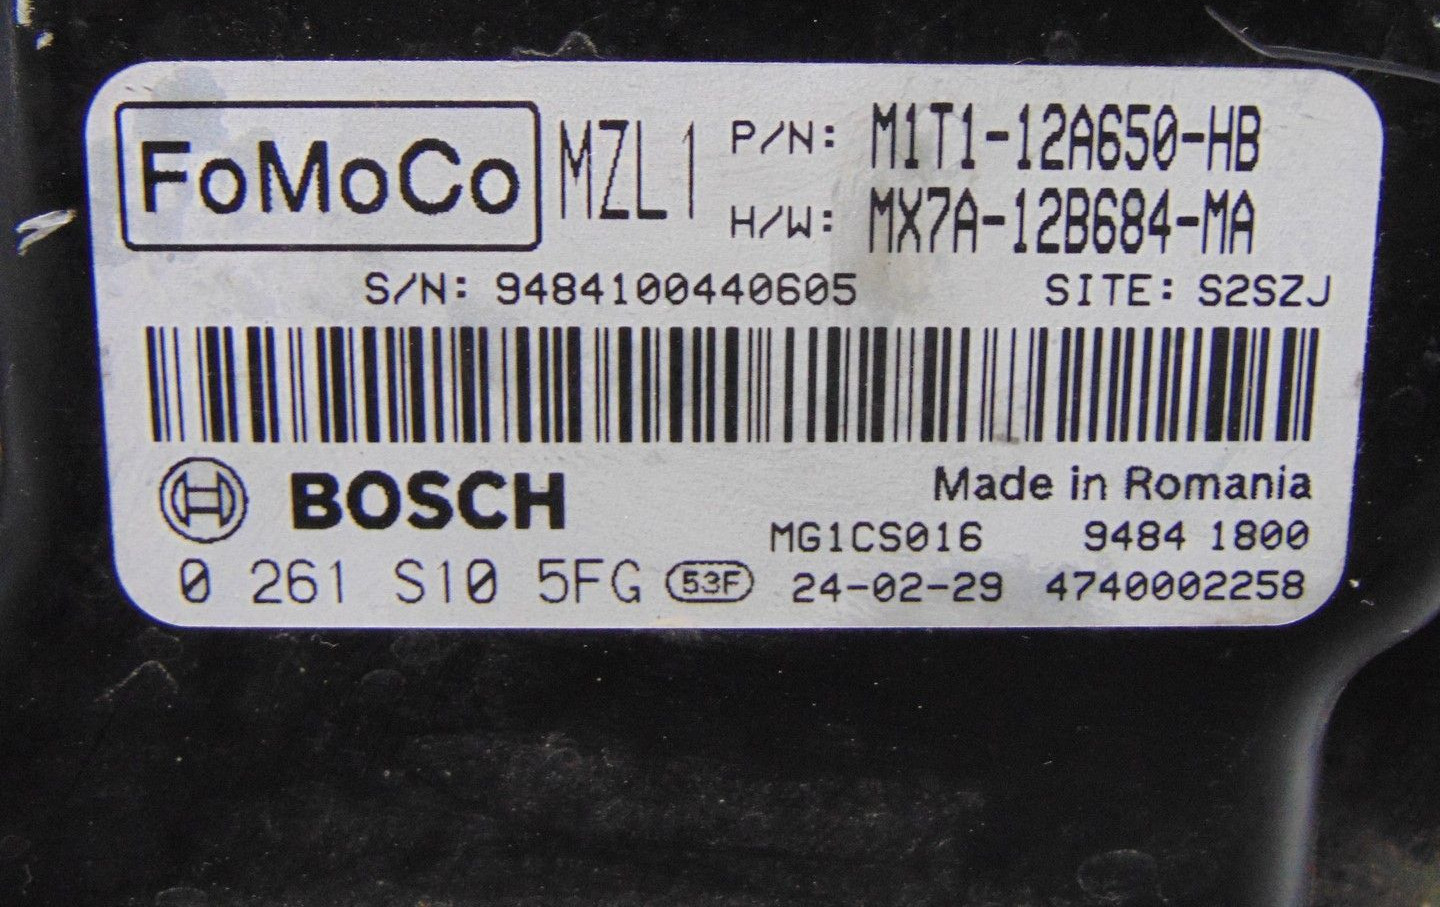 FoMoCo MZL1 P/N: M1T1-12A650-HB
H/W: MX7A-12B684-MA
S/N: 9484100440605 SITE: S2SZJ
BOSCH Made in Romania
MG1CS016 9484 1800
0 261 S10 5FG 53F 24-02-29 4740002258